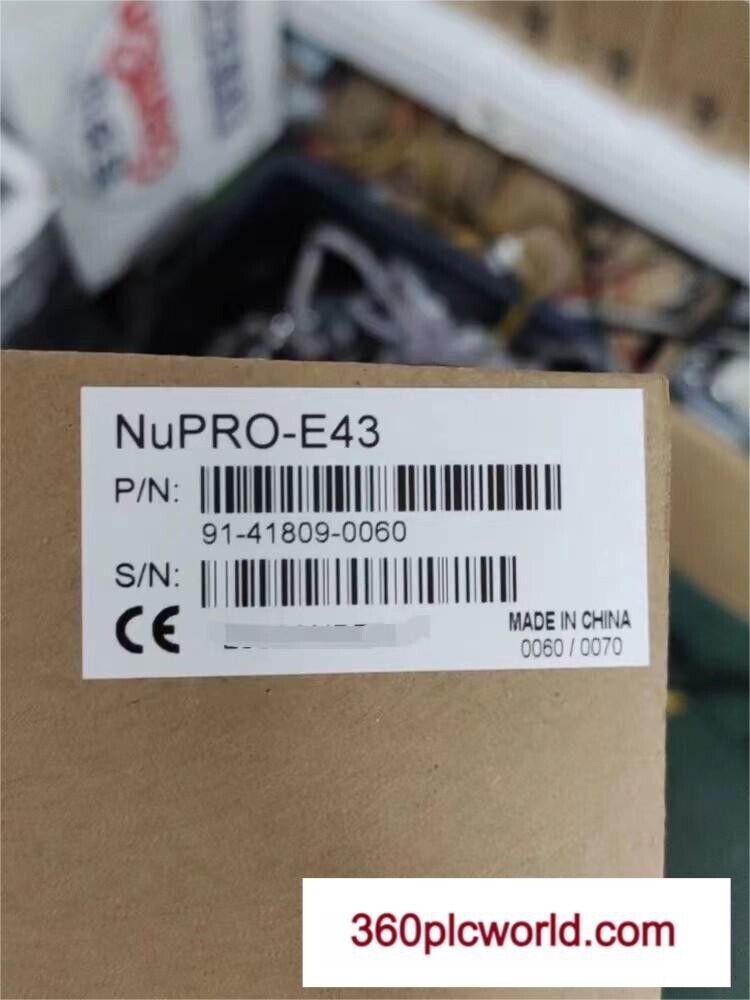 NuPRO-E43
P/N:
91-41809-0060
S/N:
CE
MADE IN CHINA
0060 / 0070
360plcworld.com